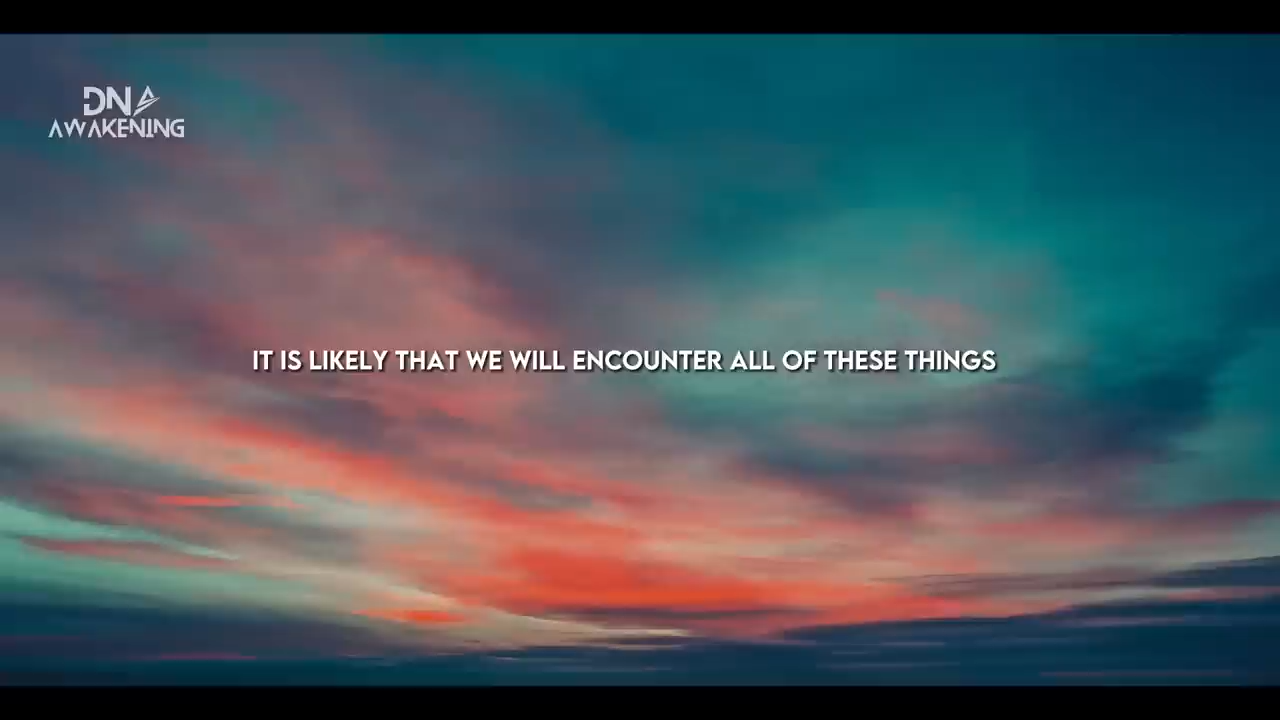 DNA
AWAKENING
IT IS LIKELY THAT WE WILL ENCOUNTER ALL OF THESE THINGS